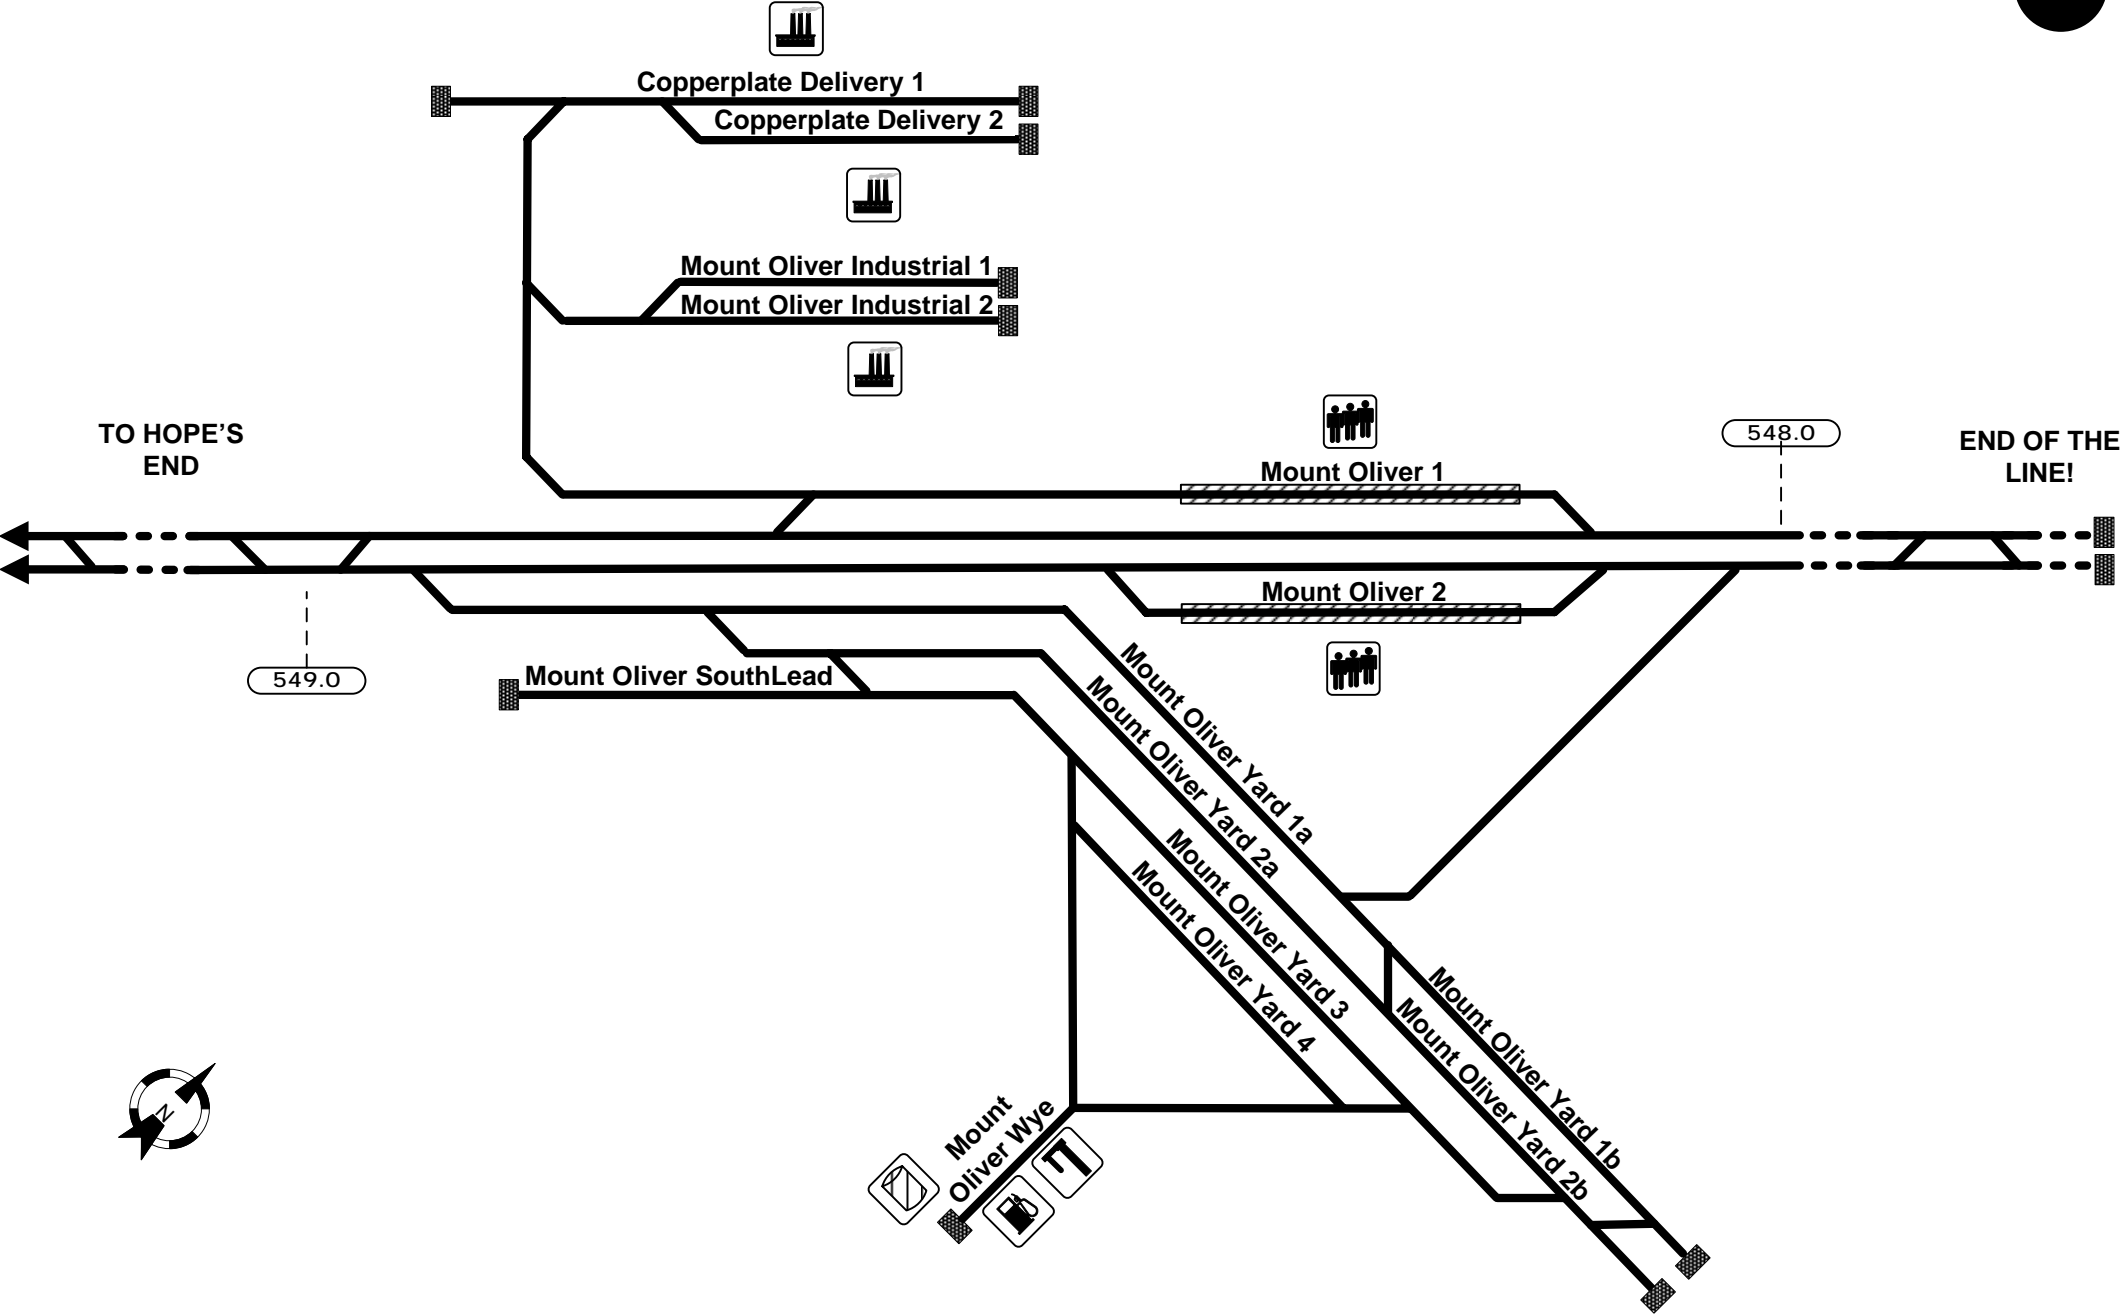 Copperplate Delivery 1
Copperplate Delivery 2
Mount Oliver Industrial 1
Mount Oliver Industrial 2
TO HOPE’S
END
548.0
END OF THE
LINE!
Mount Oliver 1
Mount Oliver 2
549.0
Mount Oliver SouthLead
Mount Oliver Yard 1a
Mount Oliver Yard 2a
Mount Oliver Yard 3
Mount Oliver Yard 4
Mount Oliver Yard 1b
Mount Oliver Yard 2b
Mount
Oliver Wye
N